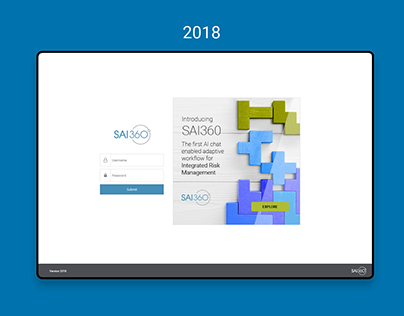 2018
SAI360
Username
Password
Submit
Introducing
SAI360
The first AI chat
enabled adaptive
workflow for
Integrated Risk
Management
SAI360
EXPLORE
Version 2018
SAI360